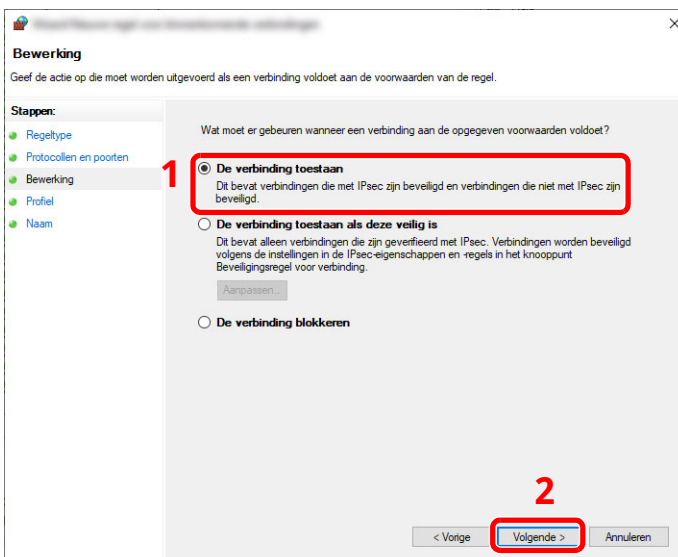 Bewerking
Geef de actie op die moet worden uitgevoerd als een verbinding voldoet aan de voorwaarden van de regel.
Stappen:
Regeltype
Protocollen en poorten
Bewerking
Profiel
Naam
Wat moet er gebeuren wanneer een verbinding aan de opgegeven voorwaarden voldoet?
1
De verbinding toestaan
Dit bevat verbindingen die met IPsec zijn beveiligd en verbindingen die niet met IPsec zijn
beveiligd.
De verbinding toestaan als deze veilig is
Dit bevat alleen verbindingen die zijn geverifieerd met IPsec. Verbindingen worden beveiligd
volgens de instellingen in de IPsec-eigenschappen en -regels in het knooppunt
Beveiligingsregel voor verbinding.
Aanpassen...
De verbinding blokkeren
2
< Vorige
Volgende >
Annuleren